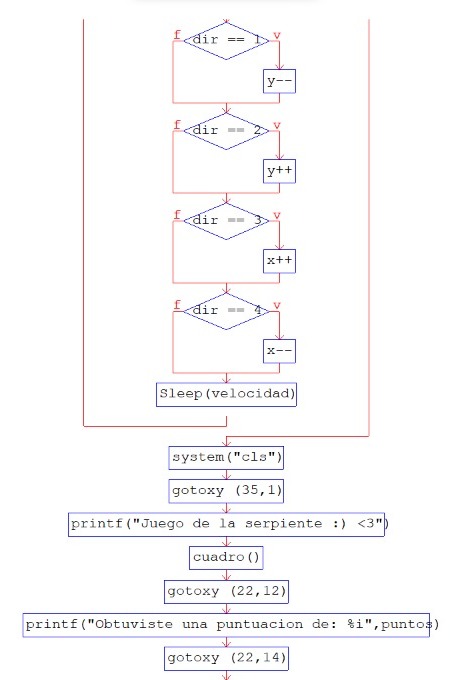 f dir == 1 v
y--
f dir == 2 v
y++
f dir == 3 v
x++
f dir == 4 v
x--
Sleep(velocidad)
system("cls")
gotoxy (35,1)
printf("Juego de la serpiente :) <3")
cuadro()
gotoxy (22,12)
printf("Obtuviste una puntuacion de: %i",puntos)
gotoxy (22,14)